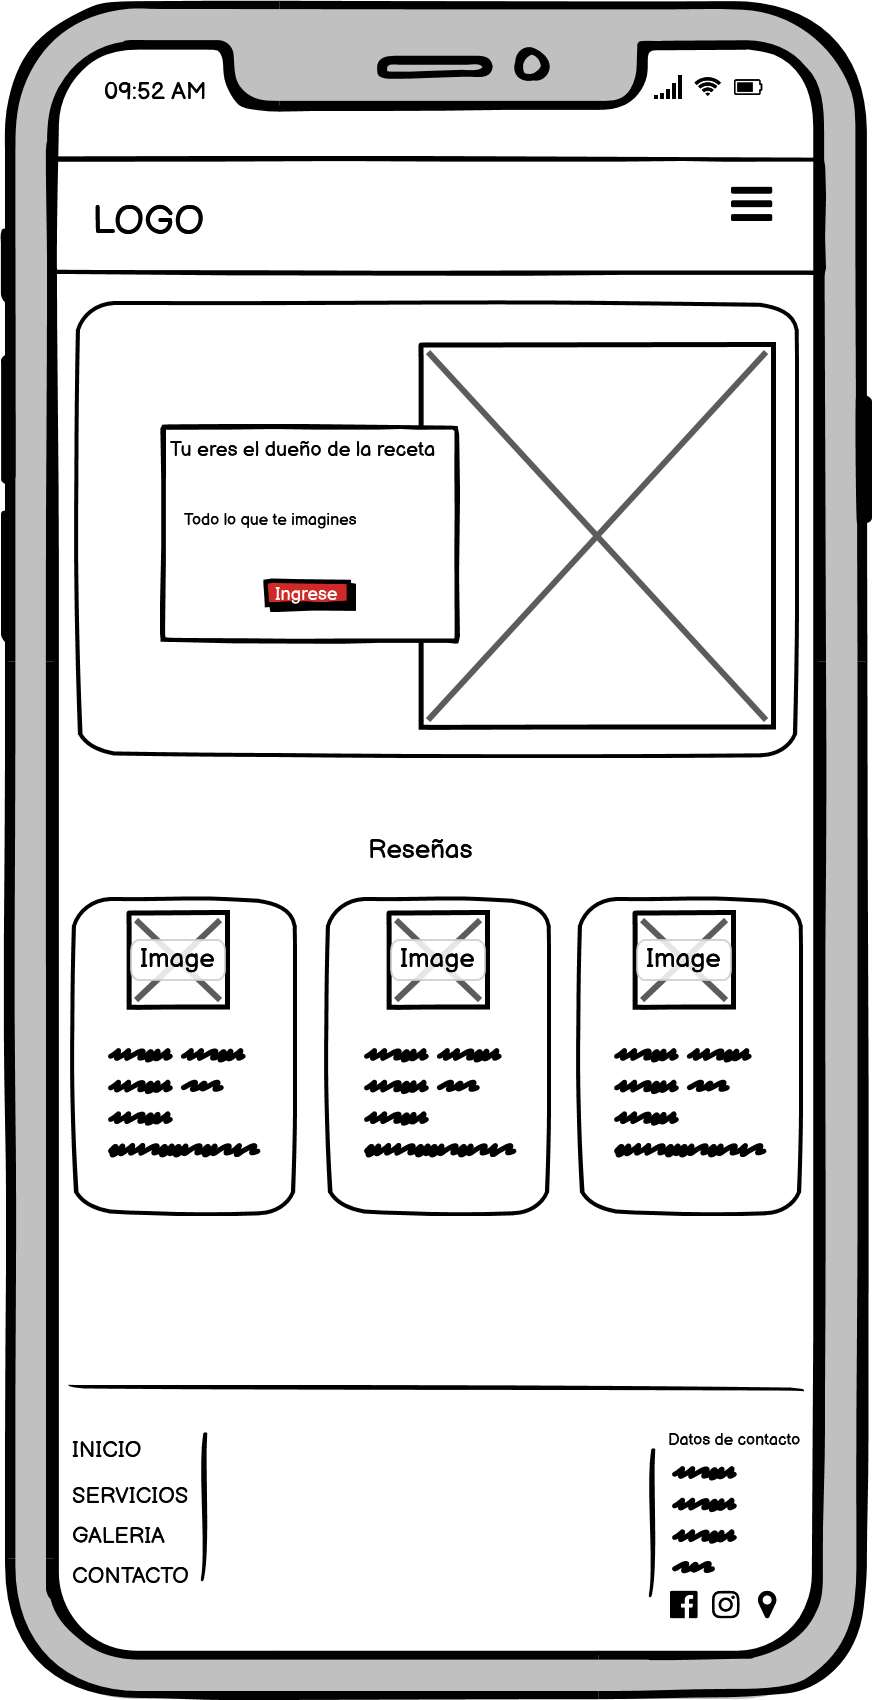 09:52 AM
LOGO
Tu eres el dueño de la receta
Todo lo que te imagines
Ingrese
Reseñas
Image
Image
Image
INICIO
SERVICIOS
GALERIA
CONTACTO
Datos de contacto